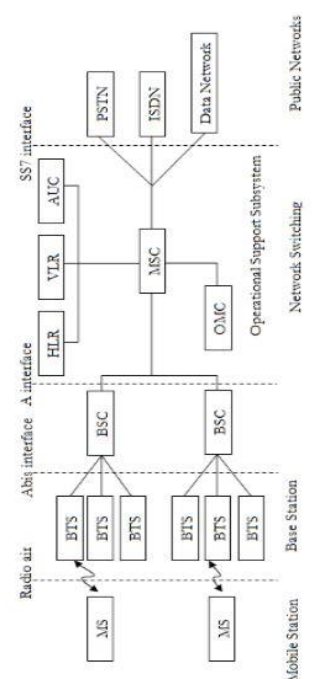 Radio air
Abis interface
A interface
SS7 interface
MS
MS
BTS
BTS
BTS
BTS
BTS
BTS
BSC
BSC
HLR
VLR
AUC
MSC
OMC
PSTN
ISDN
Data Network
Operational Support Subsystem
Mobile Station
Base Station
Network Switching
Public Networks